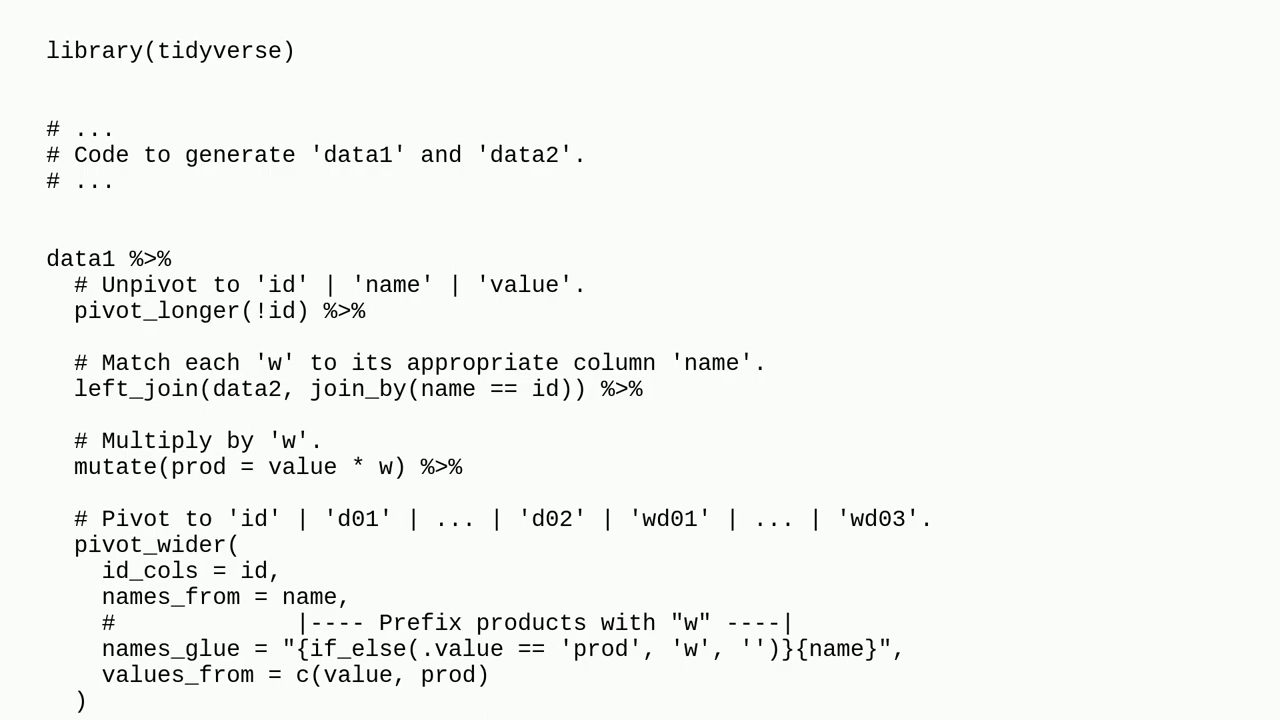 library(tidyverse)
# ...
# Code to generate 'data1' and 'data2'.
# ...
data1 %>%
  # Unpivot to 'id' | 'name' | 'value'.
  pivot_longer(!id) %>%
  # Match each 'w' to its appropriate column 'name'.
  left_join(data2, join_by(name == id)) %>%
  # Multiply by 'w'.
  mutate(prod = value * w) %>%
  # Pivot to 'id' | 'd01' | ... | 'd02' | 'wd01' | ... | 'wd03'.
  pivot_wider(
    id_cols = id,
    names_from = name,
    #             |---- Prefix products with "w" ----|
    names_glue = "{if_else(.value == 'prod', 'w', '')}{name}",
    values_from = c(value, prod)
  )